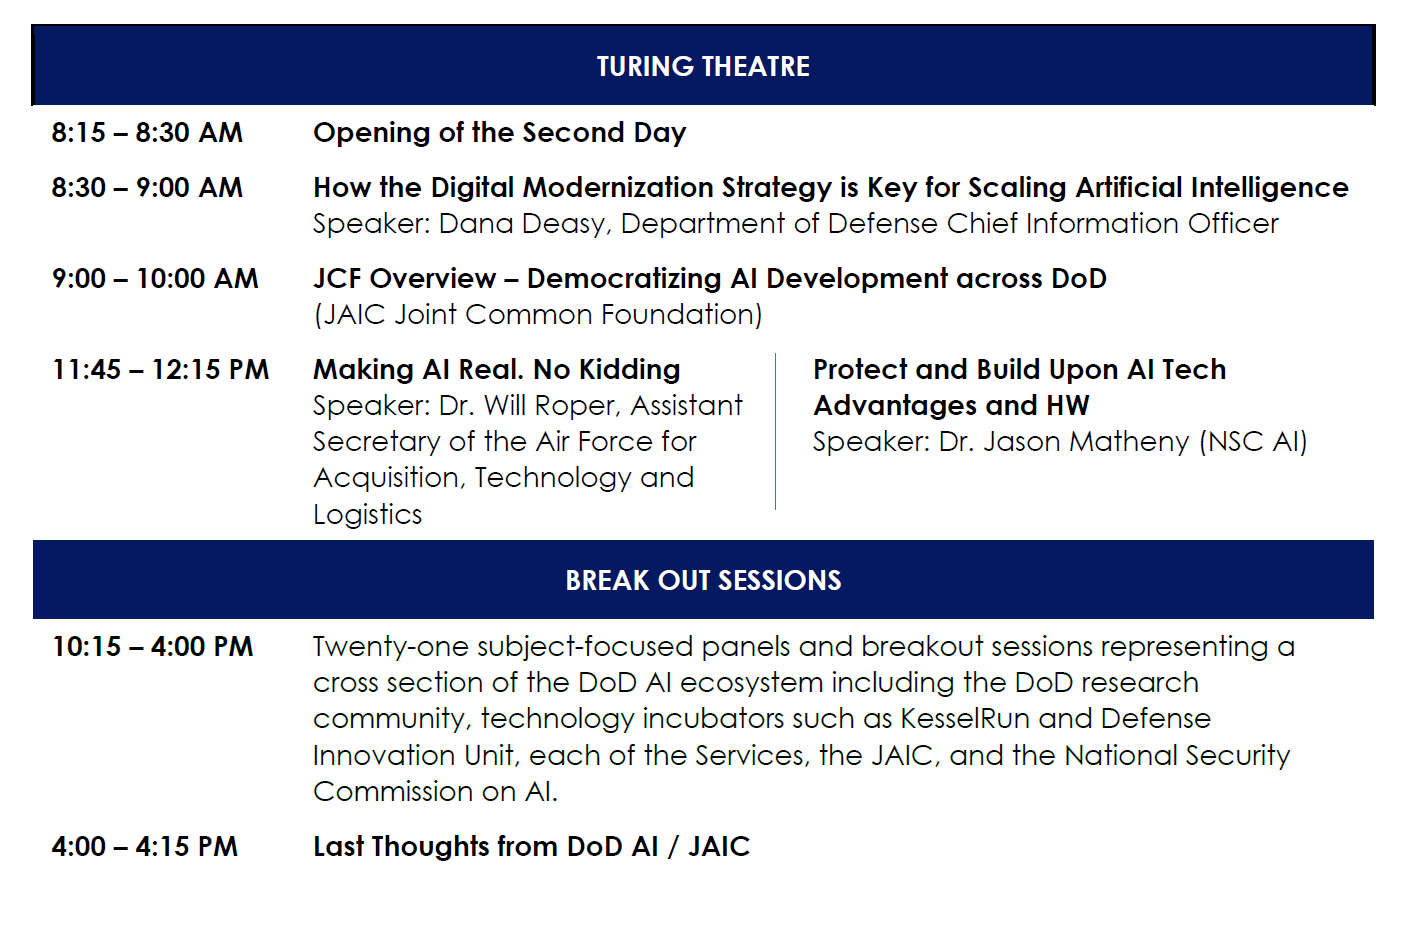 TURING THEATRE
8:15 – 8:30 AM Opening of the Second Day
8:30 – 9:00 AM How the Digital Modernization Strategy is Key for Scaling Artificial Intelligence
Speaker: Dana Deasy, Department of Defense Chief Information Officer
9:00 – 10:00 AM JCF Overview – Democratizing AI Development across DoD
(JAIC Joint Common Foundation)
11:45 – 12:15 PM Making AI Real. No Kidding
Speaker: Dr. Will Roper, Assistant
Secretary of the Air Force for
Acquisition, Technology and
Logistics
Protect and Build Upon AI Tech
Advantages and HW
Speaker: Dr. Jason Matheny (NSC AI)
BREAK OUT SESSIONS
10:15 – 4:00 PM Twenty-one subject-focused panels and breakout sessions representing a
cross section of the DoD AI ecosystem including the DoD research
community, technology incubators such as KesselRun and Defense
Innovation Unit, each of the Services, the JAIC, and the National Security
Commission on AI.
4:00 – 4:15 PM Last Thoughts from DoD AI / JAIC